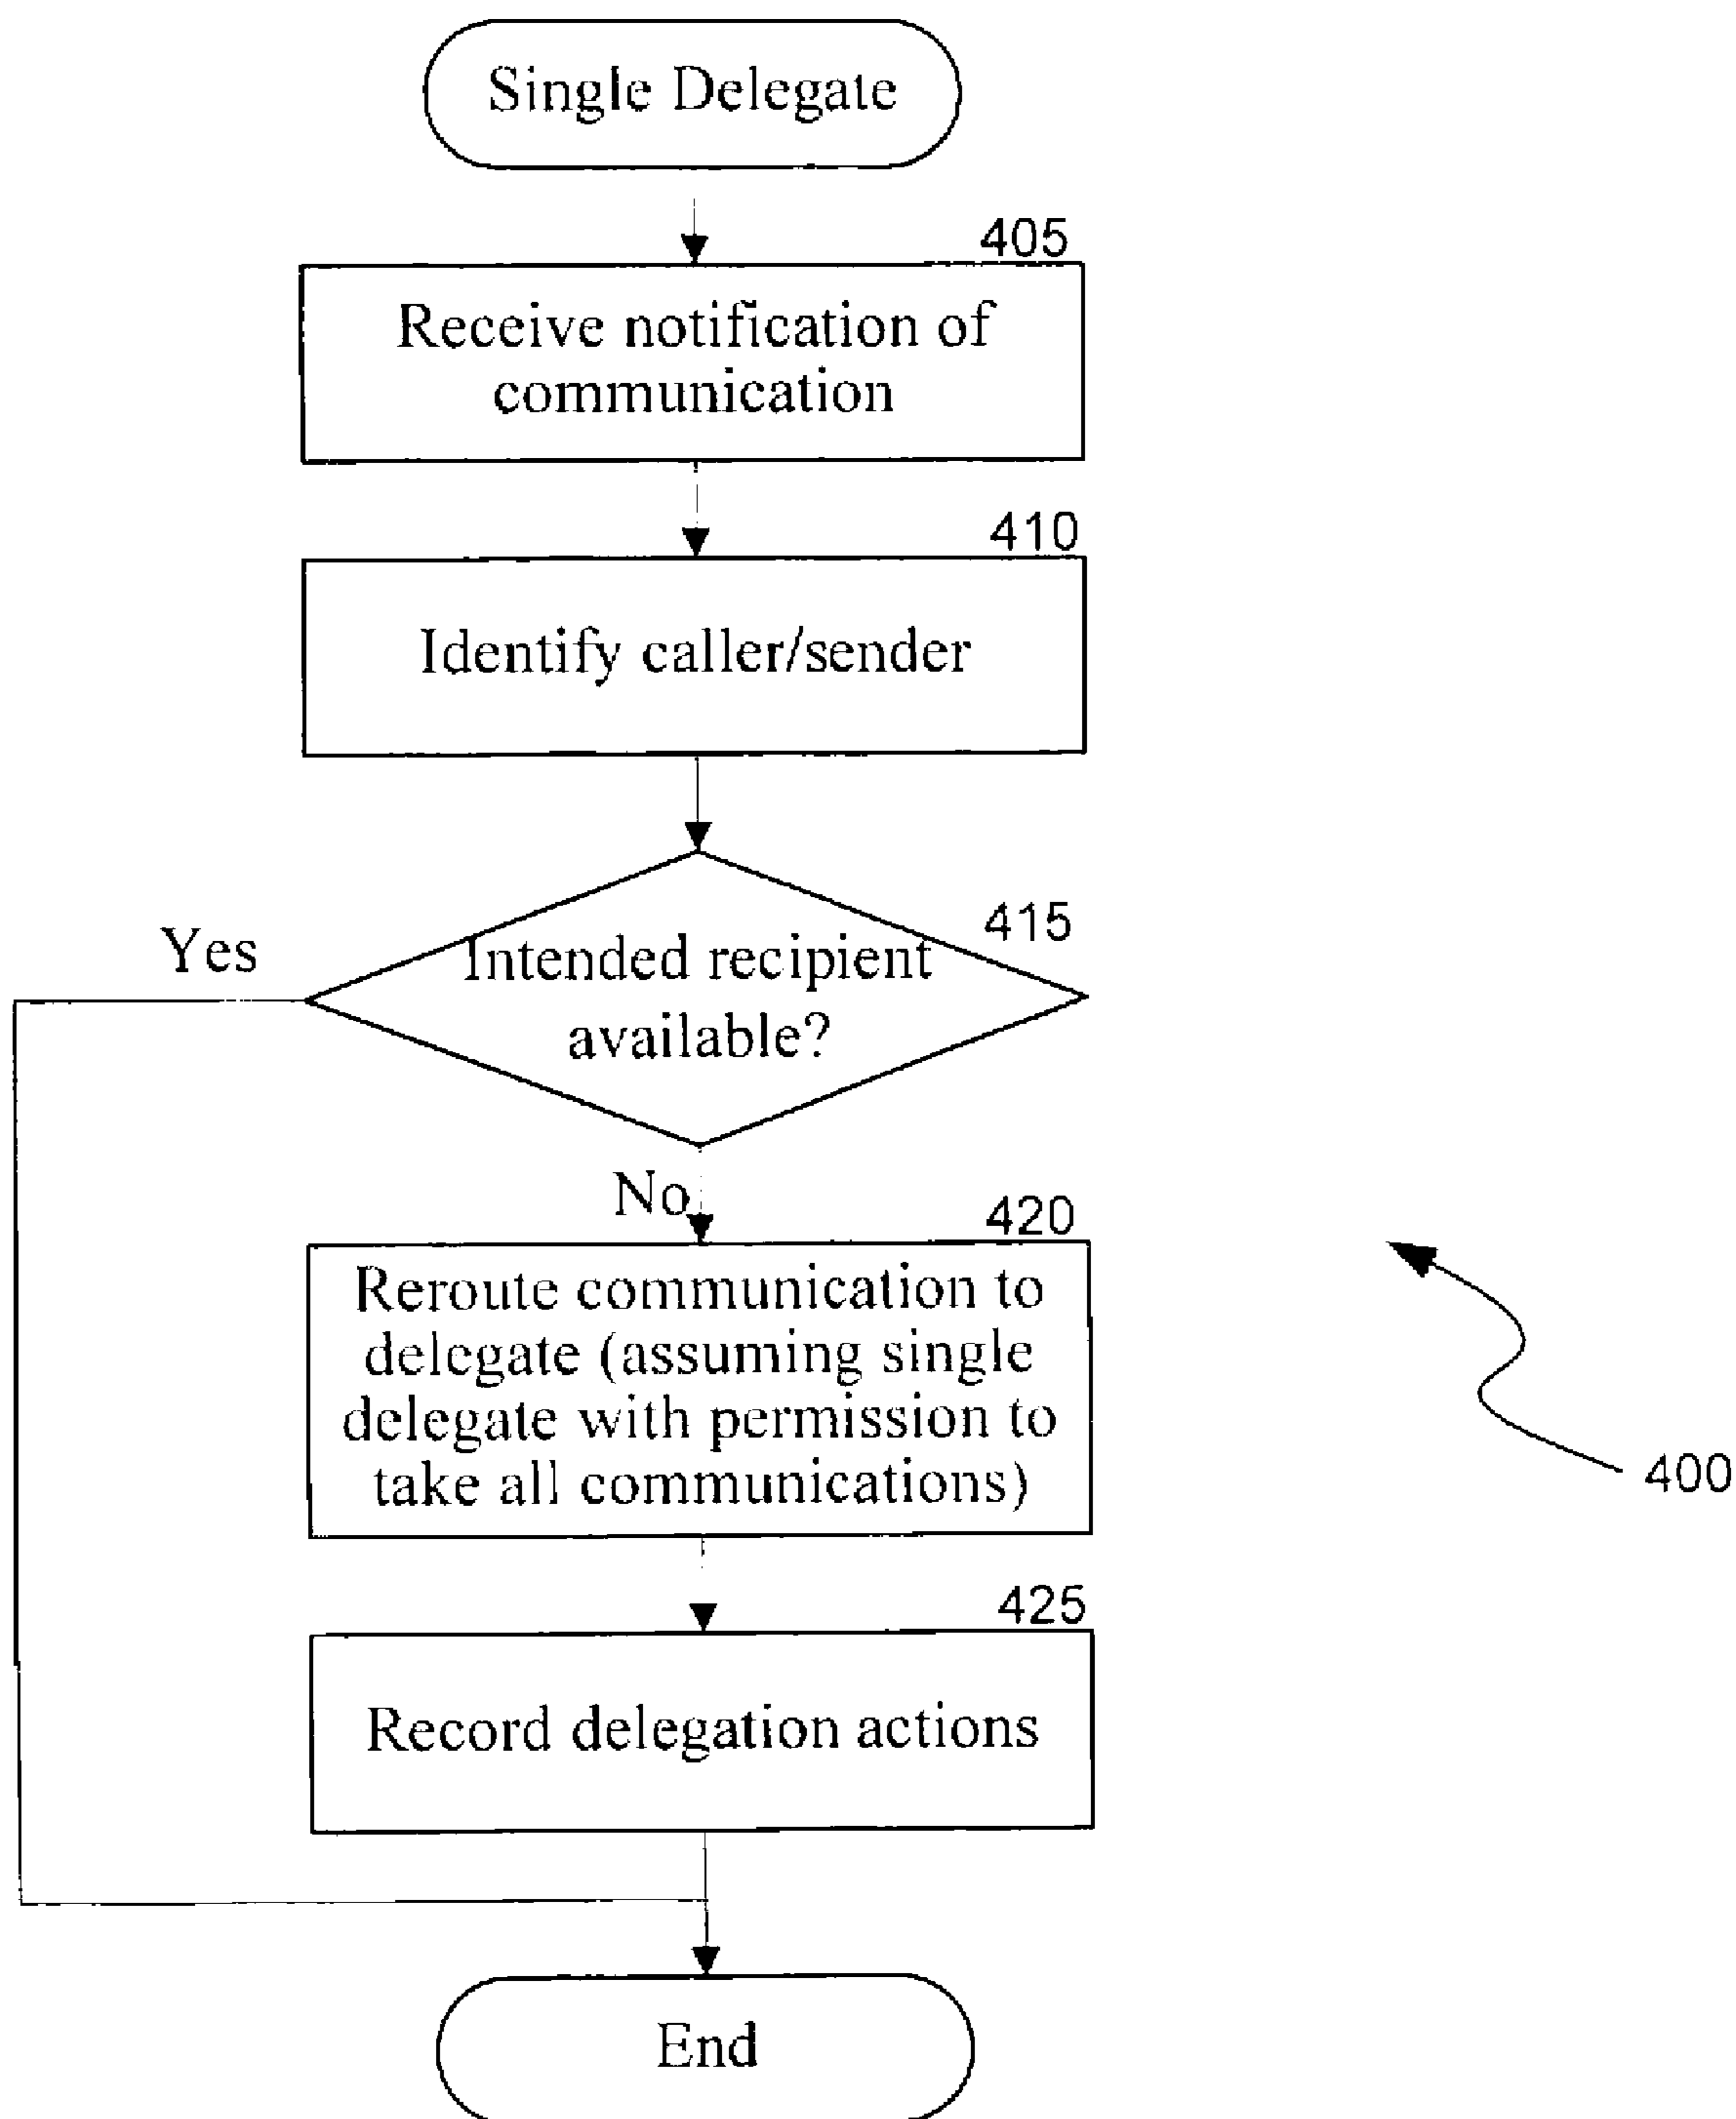 Single Delegate
405
Receive notification of
communication
410
Identify caller/sender
415
Yes
Intended recipient
available?
No
420
Reroute communication to
delegate (assuming single
delegate with permission to
take all communications)
400
425
Record delegation actions
End